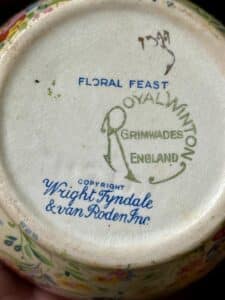 FLORAL FEAST
ROYAL WINTON
GRIMWADES
ENGLAND
COPYRIGHT
Wright Tyndale
& van Roden Inc.